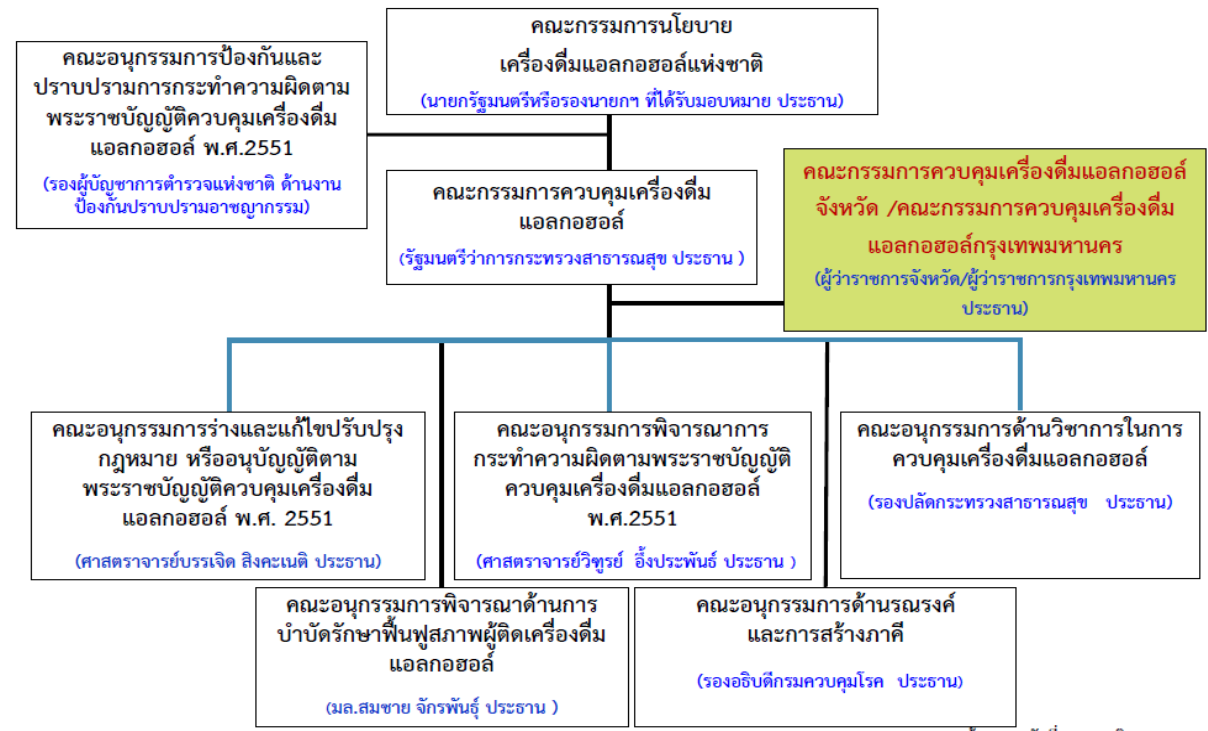 คณะกรรมการนโยบาย
เครื่องดื่มแอลกอฮอล์แห่งชาติ
(นายกรัฐมนตรีหรือรองนายกฯ ที่ได้รับมอบหมาย ประธาน)
คณะอนุกรรมการป้องกันและ
ปราบปรามการกระทำความผิดตาม
พระราชบัญญัติควบคุมเครื่องดื่ม
แอลกอฮอล์ พ.ศ.2551
(รองผู้บัญชาการตำรวจแห่งชาติ ด้านงาน
ป้องกันปราบปรามอาชญากรรม)
คณะกรรมการควบคุมเครื่องดื่ม
แอลกอฮอล์
(รัฐมนตรีว่าการกระทรวงสาธารณสุข ประธาน )
คณะกรรมการควบคุมเครื่องดื่มแอลกอฮอล์
จังหวัด /คณะกรรมการควบคุมเครื่องดื่ม
แอลกอฮอล์กรุงเทพมหานคร
(ผู้ว่าราชการจังหวัด/ผู้ว่าราชการกรุงเทพมหานคร
ประธาน)
คณะอนุกรรมการร่างและแก้ไขปรับปรุง
กฎหมาย หรืออนุบัญญัติตาม
พระราชบัญญัติควบคุมเครื่องดื่ม
แอลกอฮอล์ พ.ศ. 2551
(ศาสตราจารย์บรรเจิด สิงคะเนติ ประธาน)
คณะอนุกรรมการพิจารณาการ
กระทำความผิดตามพระราชบัญญัติ
ควบคุมเครื่องดื่มแอลกอฮอล์
พ.ศ.2551
(ศาสตราจารย์วิฑูรย์ อึ้งประพันธ์ ประธาน )
คณะอนุกรรมการด้านวิชาการในการ
ควบคุมเครื่องดื่มแอลกอฮอล์
(รองปลัดกระทรวงสาธารณสุข ประธาน)
คณะอนุกรรมการพิจารณาด้านการ
บำบัดรักษาฟื้นฟูสภาพผู้ติดเครื่องดื่ม
แอลกอฮอล์
(มล.สมชาย จักรพันธุ์ ประธาน )
คณะอนุกรรมการด้านรณรงค์
และการสร้างภาคี
(รองอธิบดีกรมควบคุมโรค ประธาน)